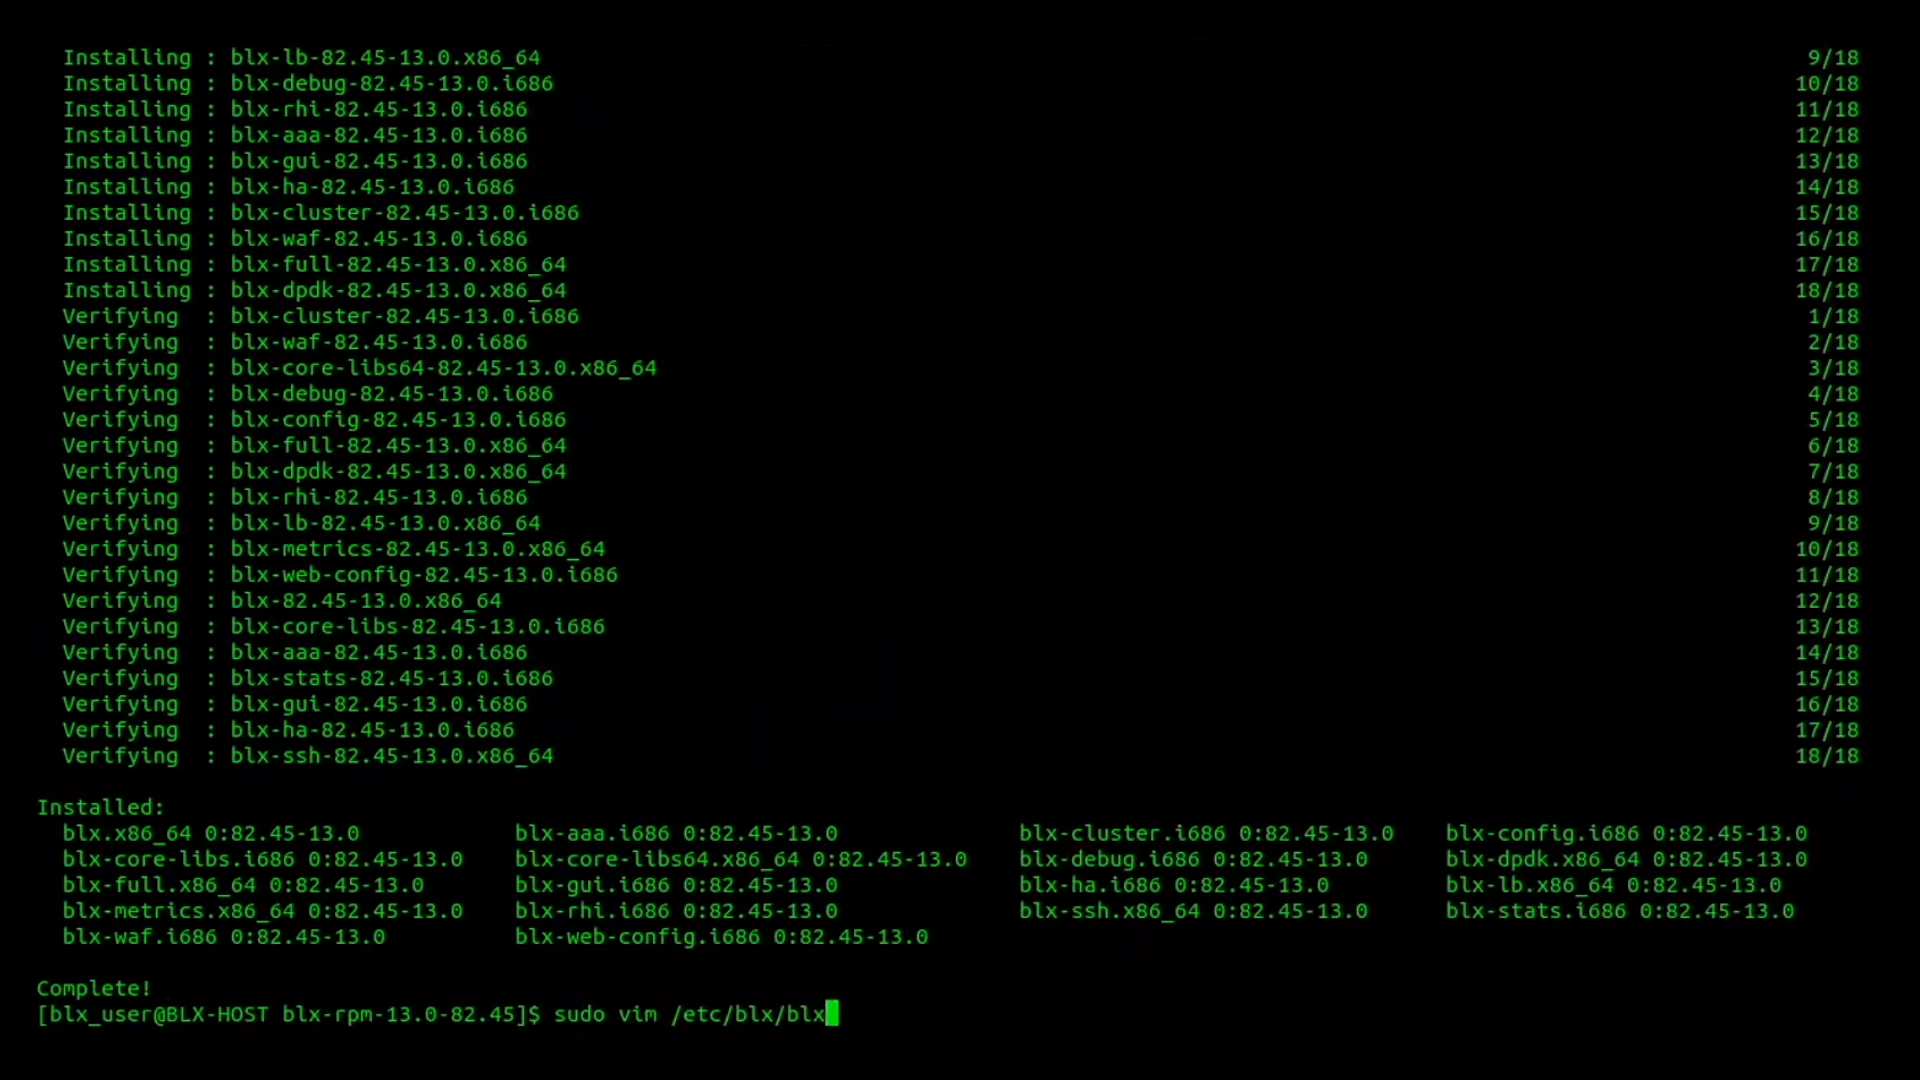 Installing : blx-lb-82.45-13.0.x86_64 9/18
Installing : blx-debug-82.45-13.0.i686 10/18
Installing : blx-rhi-82.45-13.0.i686 11/18
Installing : blx-aaa-82.45-13.0.i686 12/18
Installing : blx-gui-82.45-13.0.i686 13/18
Installing : blx-ha-82.45-13.0.i686 14/18
Installing : blx-cluster-82.45-13.0.i686 15/18
Installing : blx-waf-82.45-13.0.i686 16/18
Installing : blx-full-82.45-13.0.x86_64 17/18
Installing : blx-dpdk-82.45-13.0.x86_64 18/18
Verifying : blx-cluster-82.45-13.0.i686 1/18
Verifying : blx-waf-82.45-13.0.i686 2/18
Verifying : blx-core-libs64-82.45-13.0.x86_64 3/18
Verifying : blx-debug-82.45-13.0.i686 4/18
Verifying : blx-config-82.45-13.0.i686 5/18
Verifying : blx-full-82.45-13.0.x86_64 6/18
Verifying : blx-dpdk-82.45-13.0.x86_64 7/18
Verifying : blx-rhi-82.45-13.0.i686 8/18
Verifying : blx-lb-82.45-13.0.x86_64 9/18
Verifying : blx-metrics-82.45-13.0.x86_64 10/18
Verifying : blx-web-config-82.45-13.0.i686 11/18
Verifying : blx-82.45-13.0.x86_64 12/18
Verifying : blx-core-libs-82.45-13.0.i686 13/18
Verifying : blx-aaa-82.45-13.0.i686 14/18
Verifying : blx-stats-82.45-13.0.i686 15/18
Verifying : blx-gui-82.45-13.0.i686 16/18
Verifying : blx-ha-82.45-13.0.i686 17/18
Verifying : blx-ssh-82.45-13.0.x86_64 18/18
Installed:
blx.x86_64 0:82.45-13.0 blx-aaa.i686 0:82.45-13.0 blx-cluster.i686 0:82.45-13.0 blx-config.i686 0:82.45-13.0
blx-core-libs.i686 0:82.45-13.0 blx-core-libs64.x86_64 0:82.45-13.0 blx-debug.i686 0:82.45-13.0 blx-dpdk.x86_64 0:82.45-13.0
blx-full.x86_64 0:82.45-13.0 blx-gui.i686 0:82.45-13.0 blx-ha.i686 0:82.45-13.0 blx-lb.x86_64 0:82.45-13.0
blx-metrics.x86_64 0:82.45-13.0 blx-rhi.i686 0:82.45-13.0 blx-ssh.x86_64 0:82.45-13.0 blx-stats.i686 0:82.45-13.0
blx-waf.i686 0:82.45-13.0 blx-web-config.i686 0:82.45-13.0
Complete!
[blx_user@BLX-HOST blx-rpm-13.0-82.45]$ sudo vim /etc/blx/blx